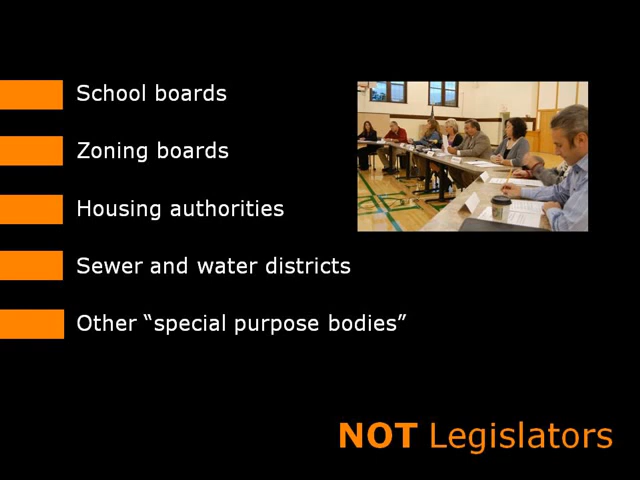 School boards
Zoning boards
Housing authorities
Sewer and water districts
Other “special purpose bodies”
NOT Legislators